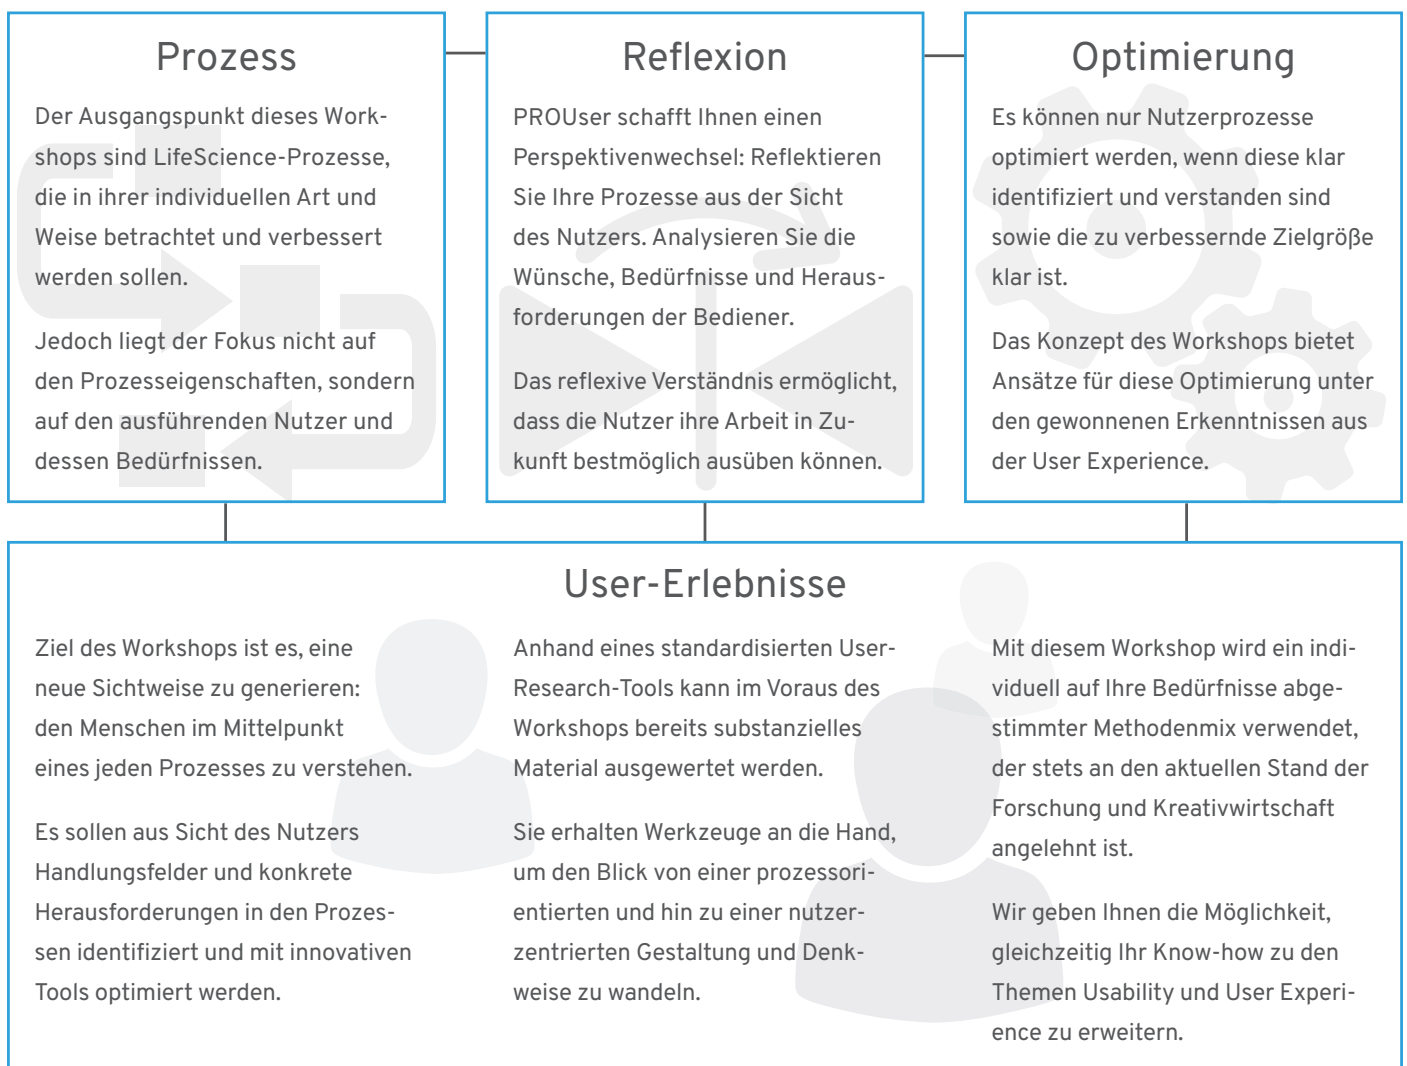 Prozess
Der Ausgangspunkt dieses Work-
shops sind LifeScience-Prozesse,
die in ihrer individuellen Art und
Weise betrachtet und verbessert
werden sollen.
Jedoch liegt der Fokus nicht auf
den Prozesseigenschaften, sondern
auf den ausführenden Nutzer und
dessen Bedürfnissen.
Reflexion
PROUser schafft Ihnen einen
Perspektivenwechsel: Reflektieren
Sie Ihre Prozesse aus der Sicht
des Nutzers. Analysieren Sie die
Wünsche, Bedürfnisse und Heraus-
forderungen der Bediener.
Das reflexive Verständnis ermöglicht,
dass die Nutzer ihre Arbeit in Zu-
kunft bestmöglich ausüben können.
Optimierung
Es können nur Nutzerprozesse
optimiert werden, wenn diese klar
identifiziert und verstanden sind
sowie die zu verbessernde Zielgröße
klar ist.
Das Konzept des Workshops bietet
Ansätze für diese Optimierung unter
den gewonnenen Erkenntnissen aus
der User Experience.
User-Erlebnisse
Ziel des Workshops ist es, eine
neue Sichtweise zu generieren:
den Menschen im Mittelpunkt
eines jeden Prozesses zu verstehen.
Es sollen aus Sicht des Nutzers
Handlungsfelder und konkrete
Herausforderungen in den Prozes-
sen identifiziert und mit innovativen
Tools optimiert werden.
Anhand eines standardisierten User-
Research-Tools kann im Voraus des
Workshops bereits substanzielles
Material ausgewertet werden.
Sie erhalten Werkzeuge an die Hand,
um den Blick von einer prozessori-
entierten und hin zu einer nutzer-
zentrierten Gestaltung und Denk-
weise zu wandeln.
Mit diesem Workshop wird ein indi-
viduell auf Ihre Bedürfnisse abge-
stimmter Methodenmix verwendet,
der stets an den aktuellen Stand der
Forschung und Kreativwirtschaft
angelehnt ist.
Wir geben Ihnen die Möglichkeit,
gleichzeitig Ihr Know-how zu den
Themen Usability und User Experi-
ence zu erweitern.